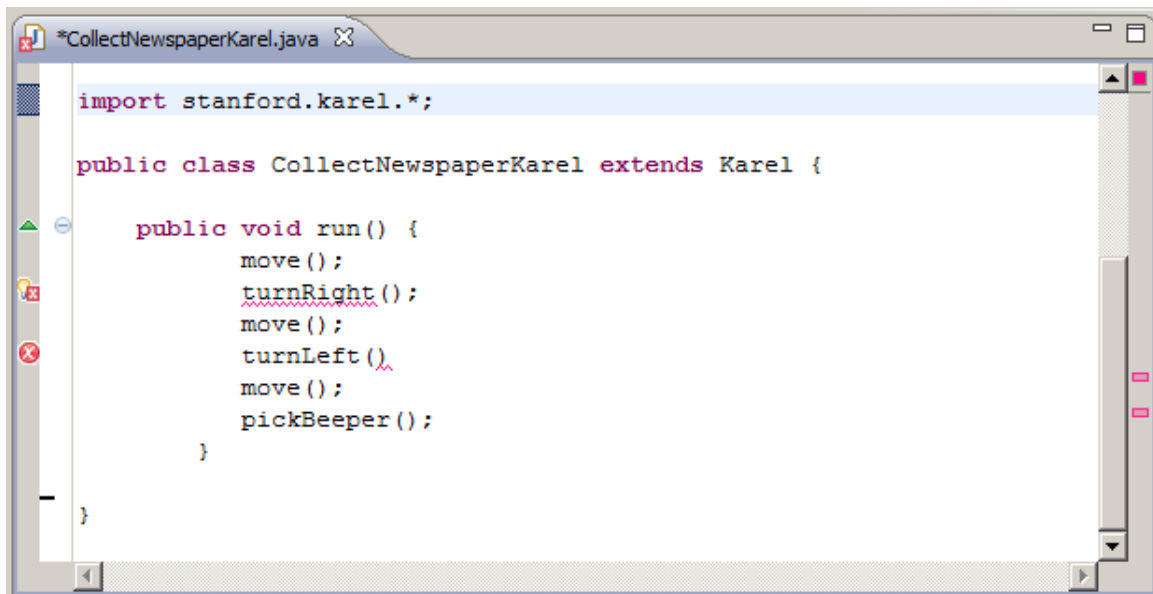 *CollectNewspaperKarel.java
import stanford.karel.*;
public class CollectNewspaperKarel extends Karel {
public void run() {
move();
turnRight();
move();
turnLeft()
move();
pickBeeper();
}
}